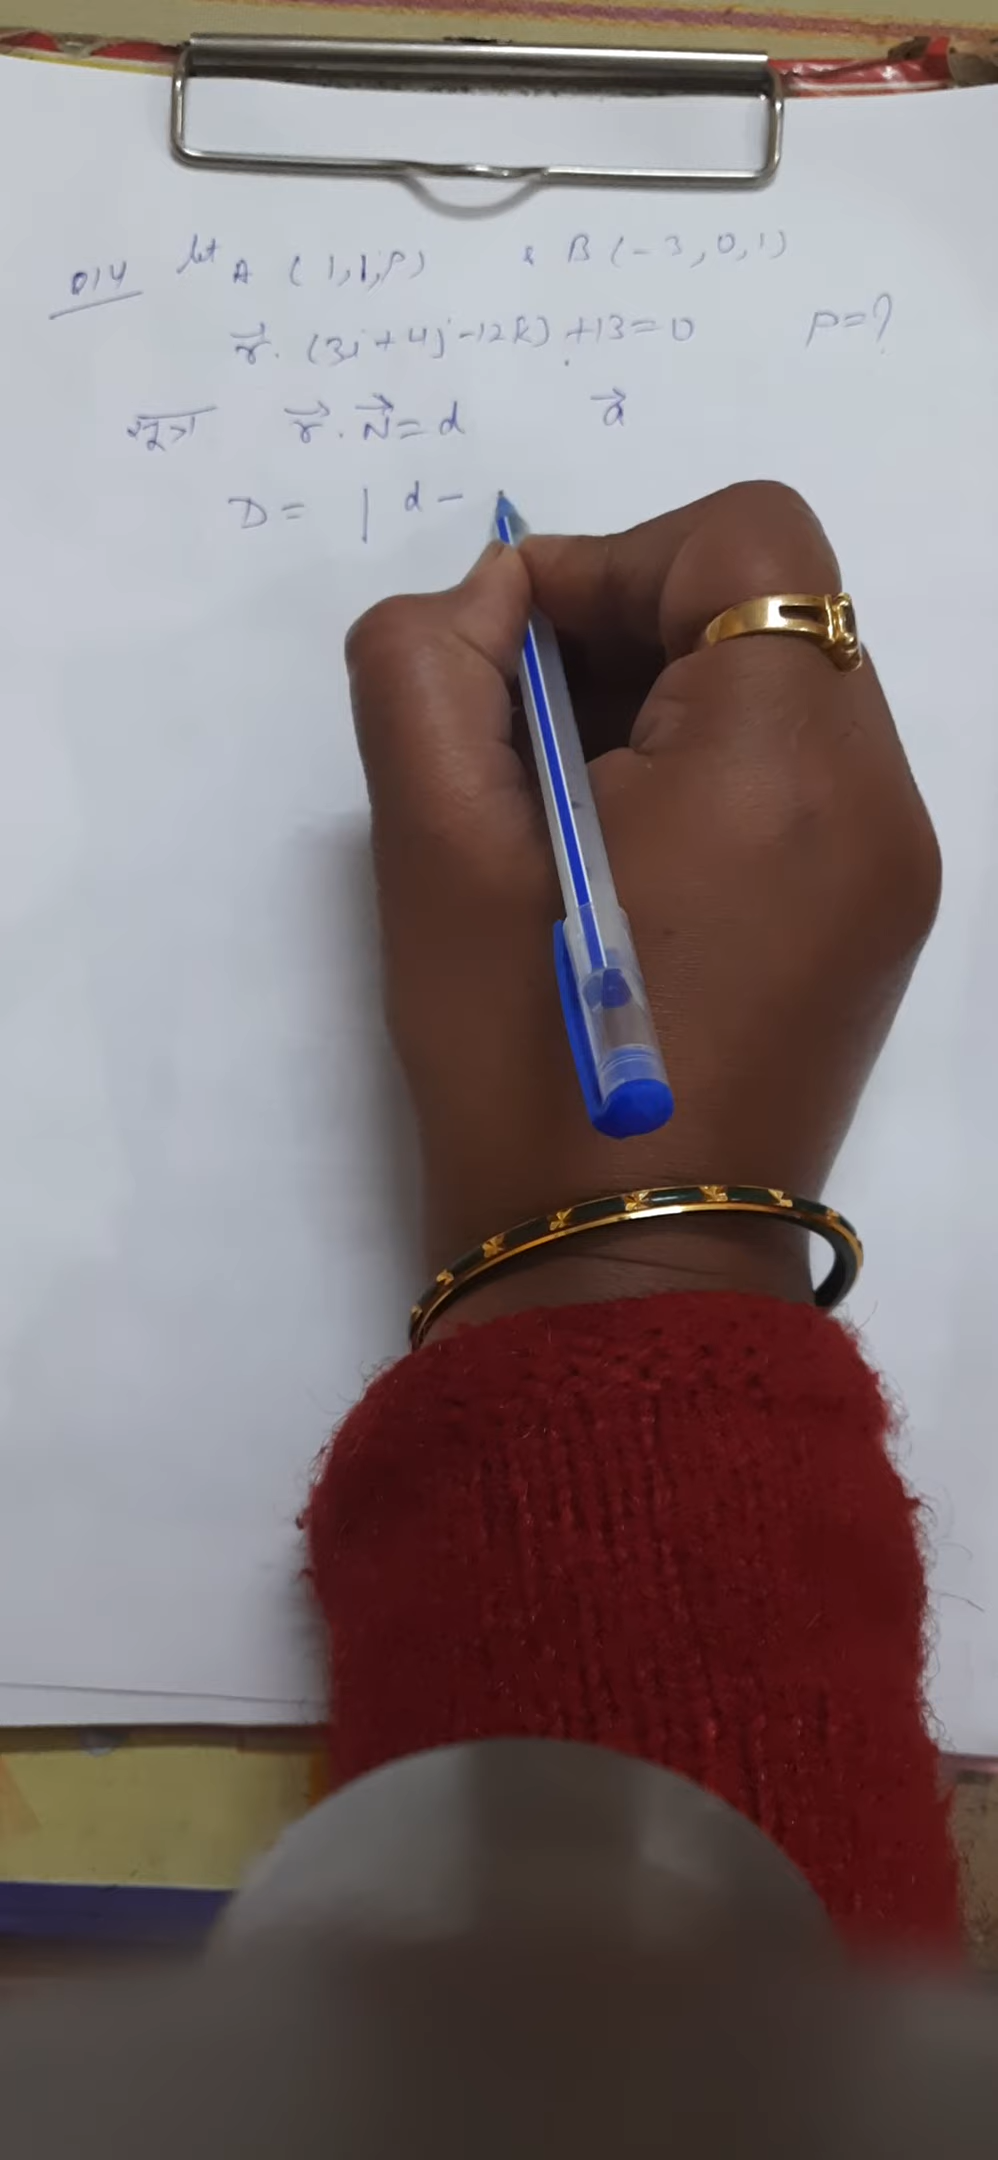 Q14 let A (1,1,P) & B (-3,0,1)
r⃗. (3i+4j-12k) +13=0 P=?
सूत्र r⃗. N⃗= d a⃗
D= | d -